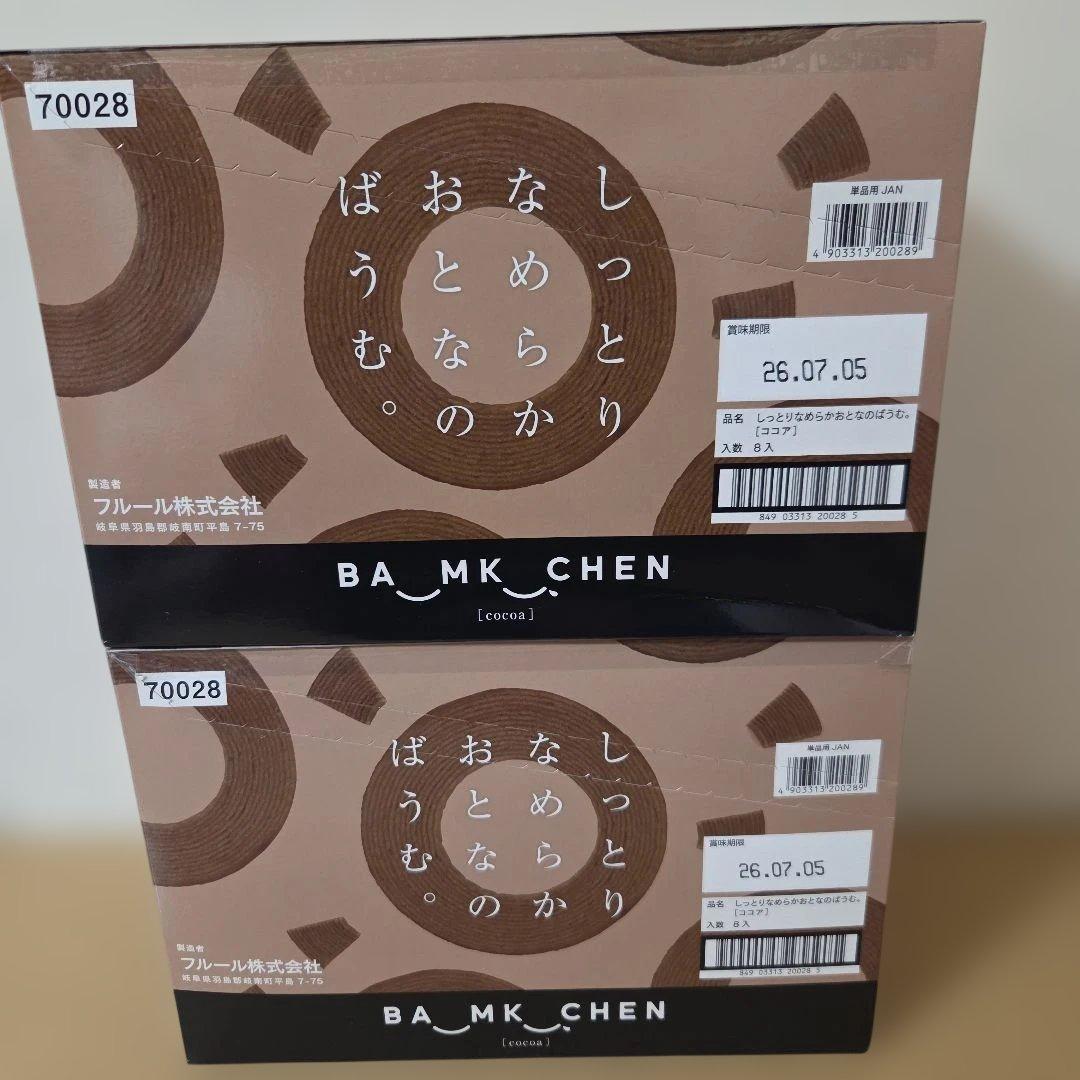 70028
しっとり
なめらか
おとなの
ばうむ。
単品用 JAN
4 903313 200289
賞味期限
26.07.05
品名 しっとりなめらかおとなのばうむ。
[ココア]
入数 8入
849 03313 20028 5
製造者
フルール株式会社
岐阜県羽島郡岐南町平島 7-75
BA MK CHEN
[cocoa]
70028
しっとり
なめらか
おとなの
ばうむ。
単品用 JAN
4 903313 200289
賞味期限
26.07.05
品名 しっとりなめらかおとなのばうむ。
[ココア]
入数 8入
849 03313 20028 5
製造者
フルール株式会社
岐阜県羽島郡岐南町平島 7-75
BA MK CHEN
[cocoa]